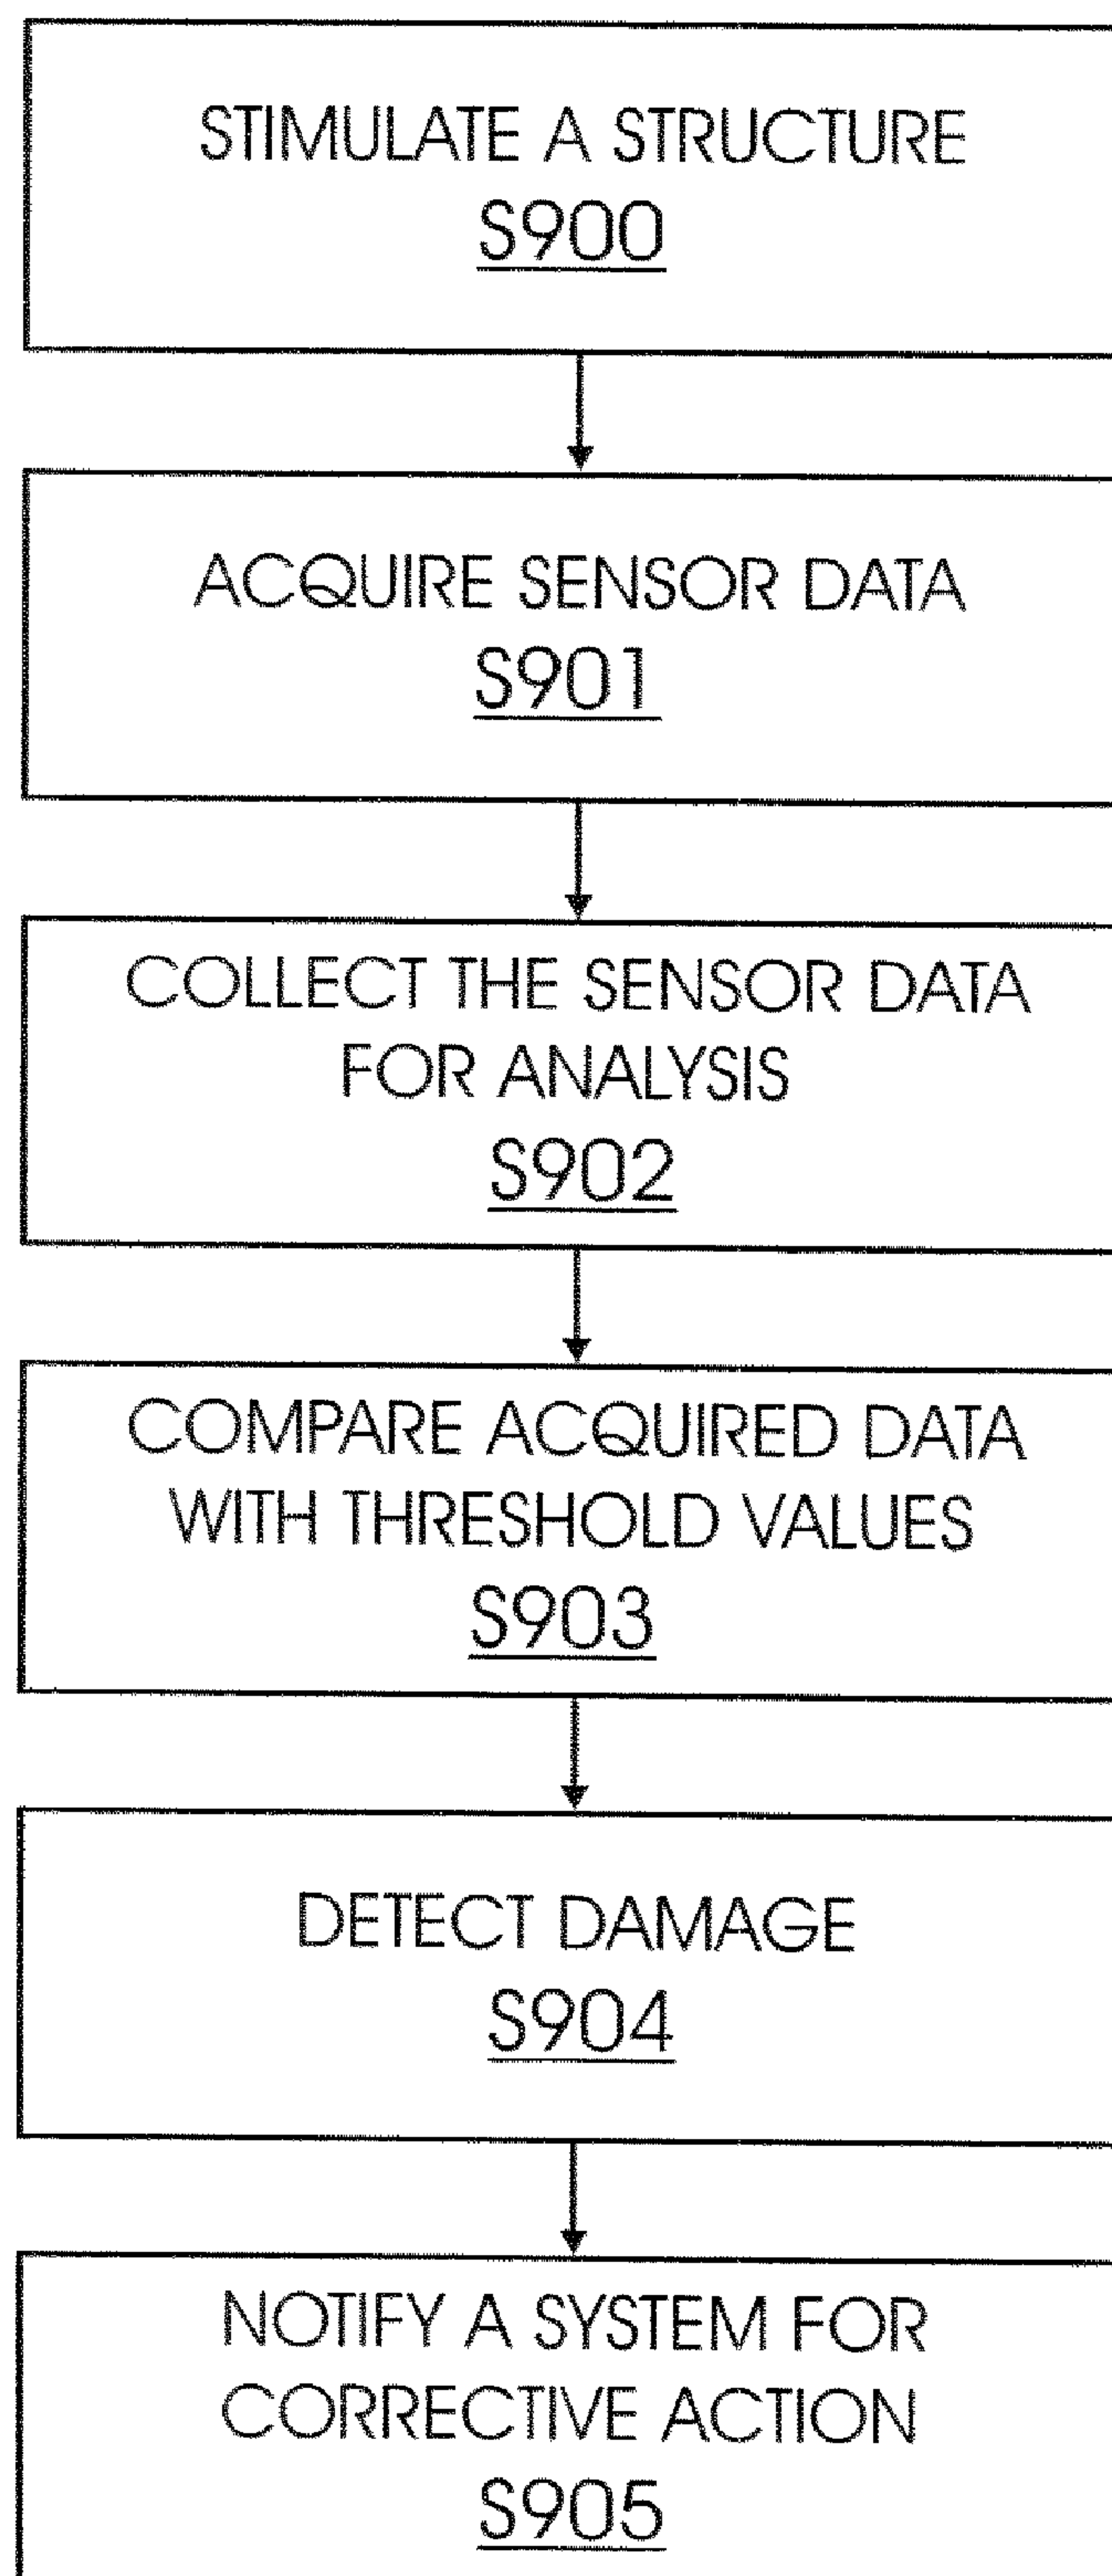 STIMULATE A STRUCTURE
S900
ACQUIRE SENSOR DATA
S901
COLLECT THE SENSOR DATA
FOR ANALYSIS
S902
COMPARE ACQUIRED DATA
WITH THRESHOLD VALUES
S903
DETECT DAMAGE
S904
NOTIFY A SYSTEM FOR
CORRECTIVE ACTION
S905